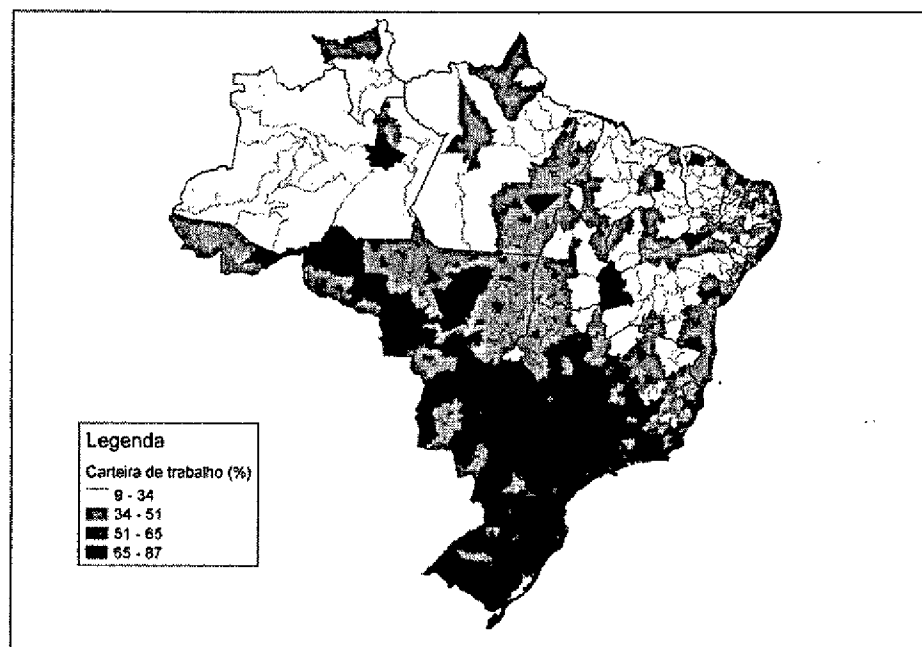 Legenda
Carteira de trabalho (%)
9 - 34
34 - 51
51 - 65
65 - 87